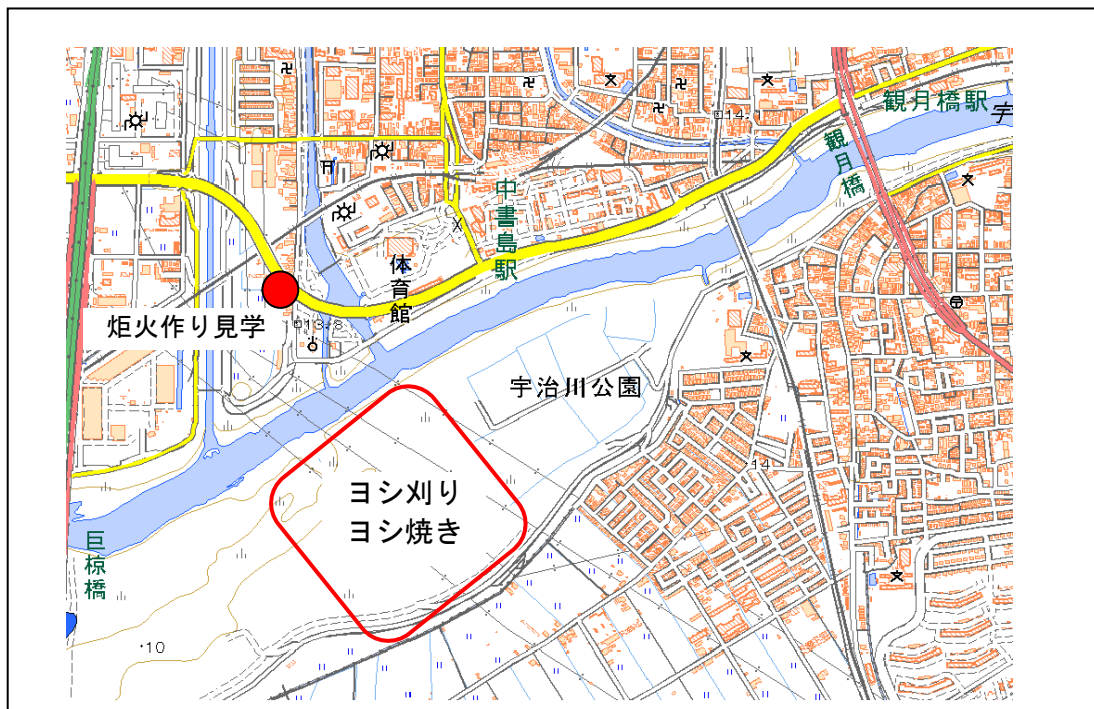 観月橋駅
宇
14.1
観月橋
中書島駅
体育館
炬火作り見学
13.8
宇治川公園
14
ヨシ刈り
ヨシ焼き
巨椋橋
・10